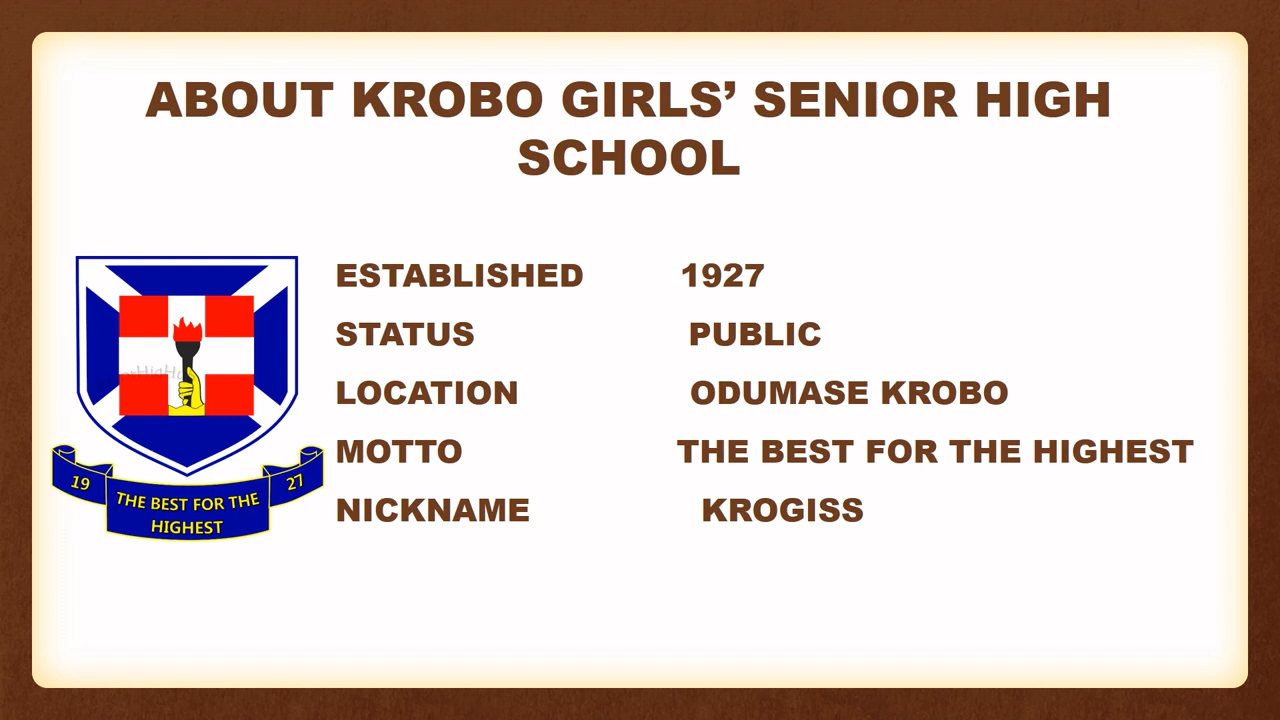 ABOUT KROBO GIRLS’ SENIOR HIGH
SCHOOL
ESTABLISHED 1927
STATUS PUBLIC
LOCATION ODUMASE KROBO
MOTTO THE BEST FOR THE HIGHEST
NICKNAME KROGISS
19 27
THE BEST FOR THE
HIGHEST